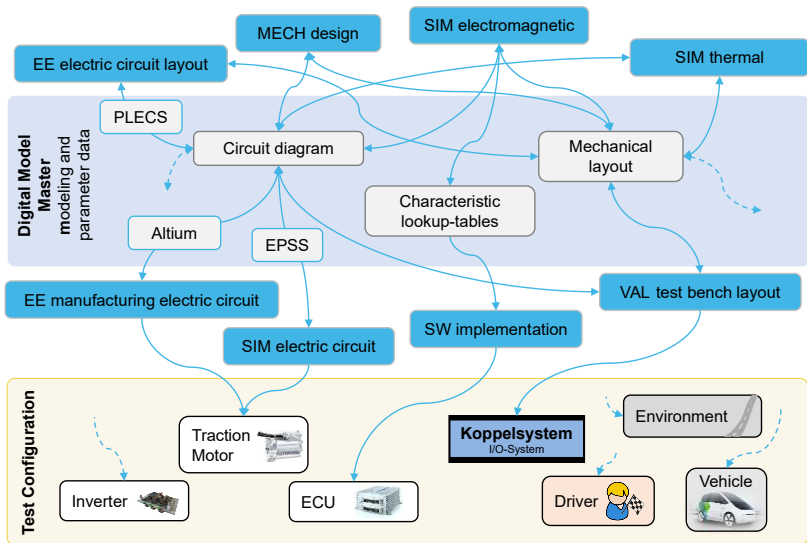 MECH design
SIM electromagnetic
EE electric circuit layout
SIM thermal
Digital Model
Master
modeling and
parameter data
PLECS
Circuit diagram
Mechanical
layout
Characteristic
lookup-tables
Altium
EPSS
EE manufacturing electric circuit
VAL test bench layout
SIM electric circuit
SW implementation
Test Configuration
Traction
Motor
Koppelsystem
I/O-System
Environment
Inverter
ECU
Driver
Vehicle